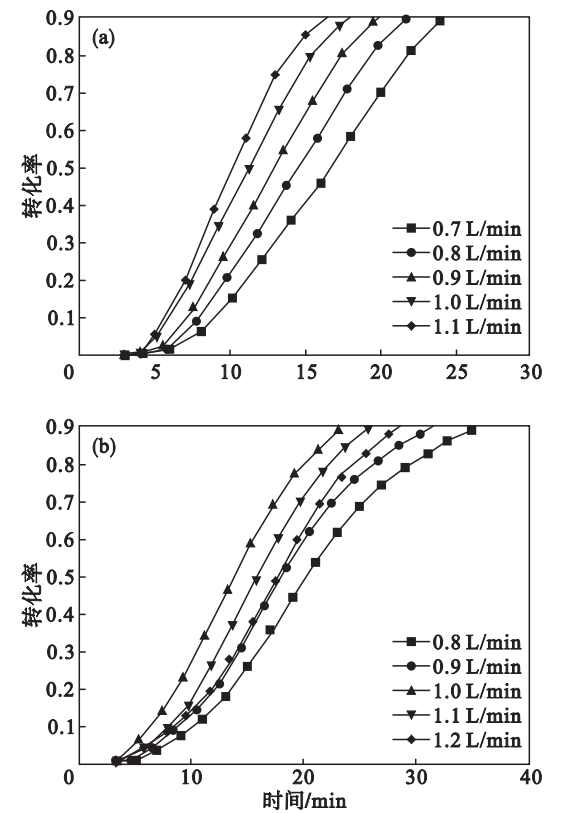 (a)
0.9
0.8
0.7
0.6
0.5
0.4
0.3
0.2
0.1
转化率
0.7 L/min
0.8 L/min
0.9 L/min
1.0 L/min
1.1 L/min
0 5 10 15 20 25 30
(b)
0.9
0.8
0.7
0.6
0.5
0.4
0.3
0.2
0.1
转化率
0.8 L/min
0.9 L/min
1.0 L/min
1.1 L/min
1.2 L/min
0 10 20 30 40
时间/min